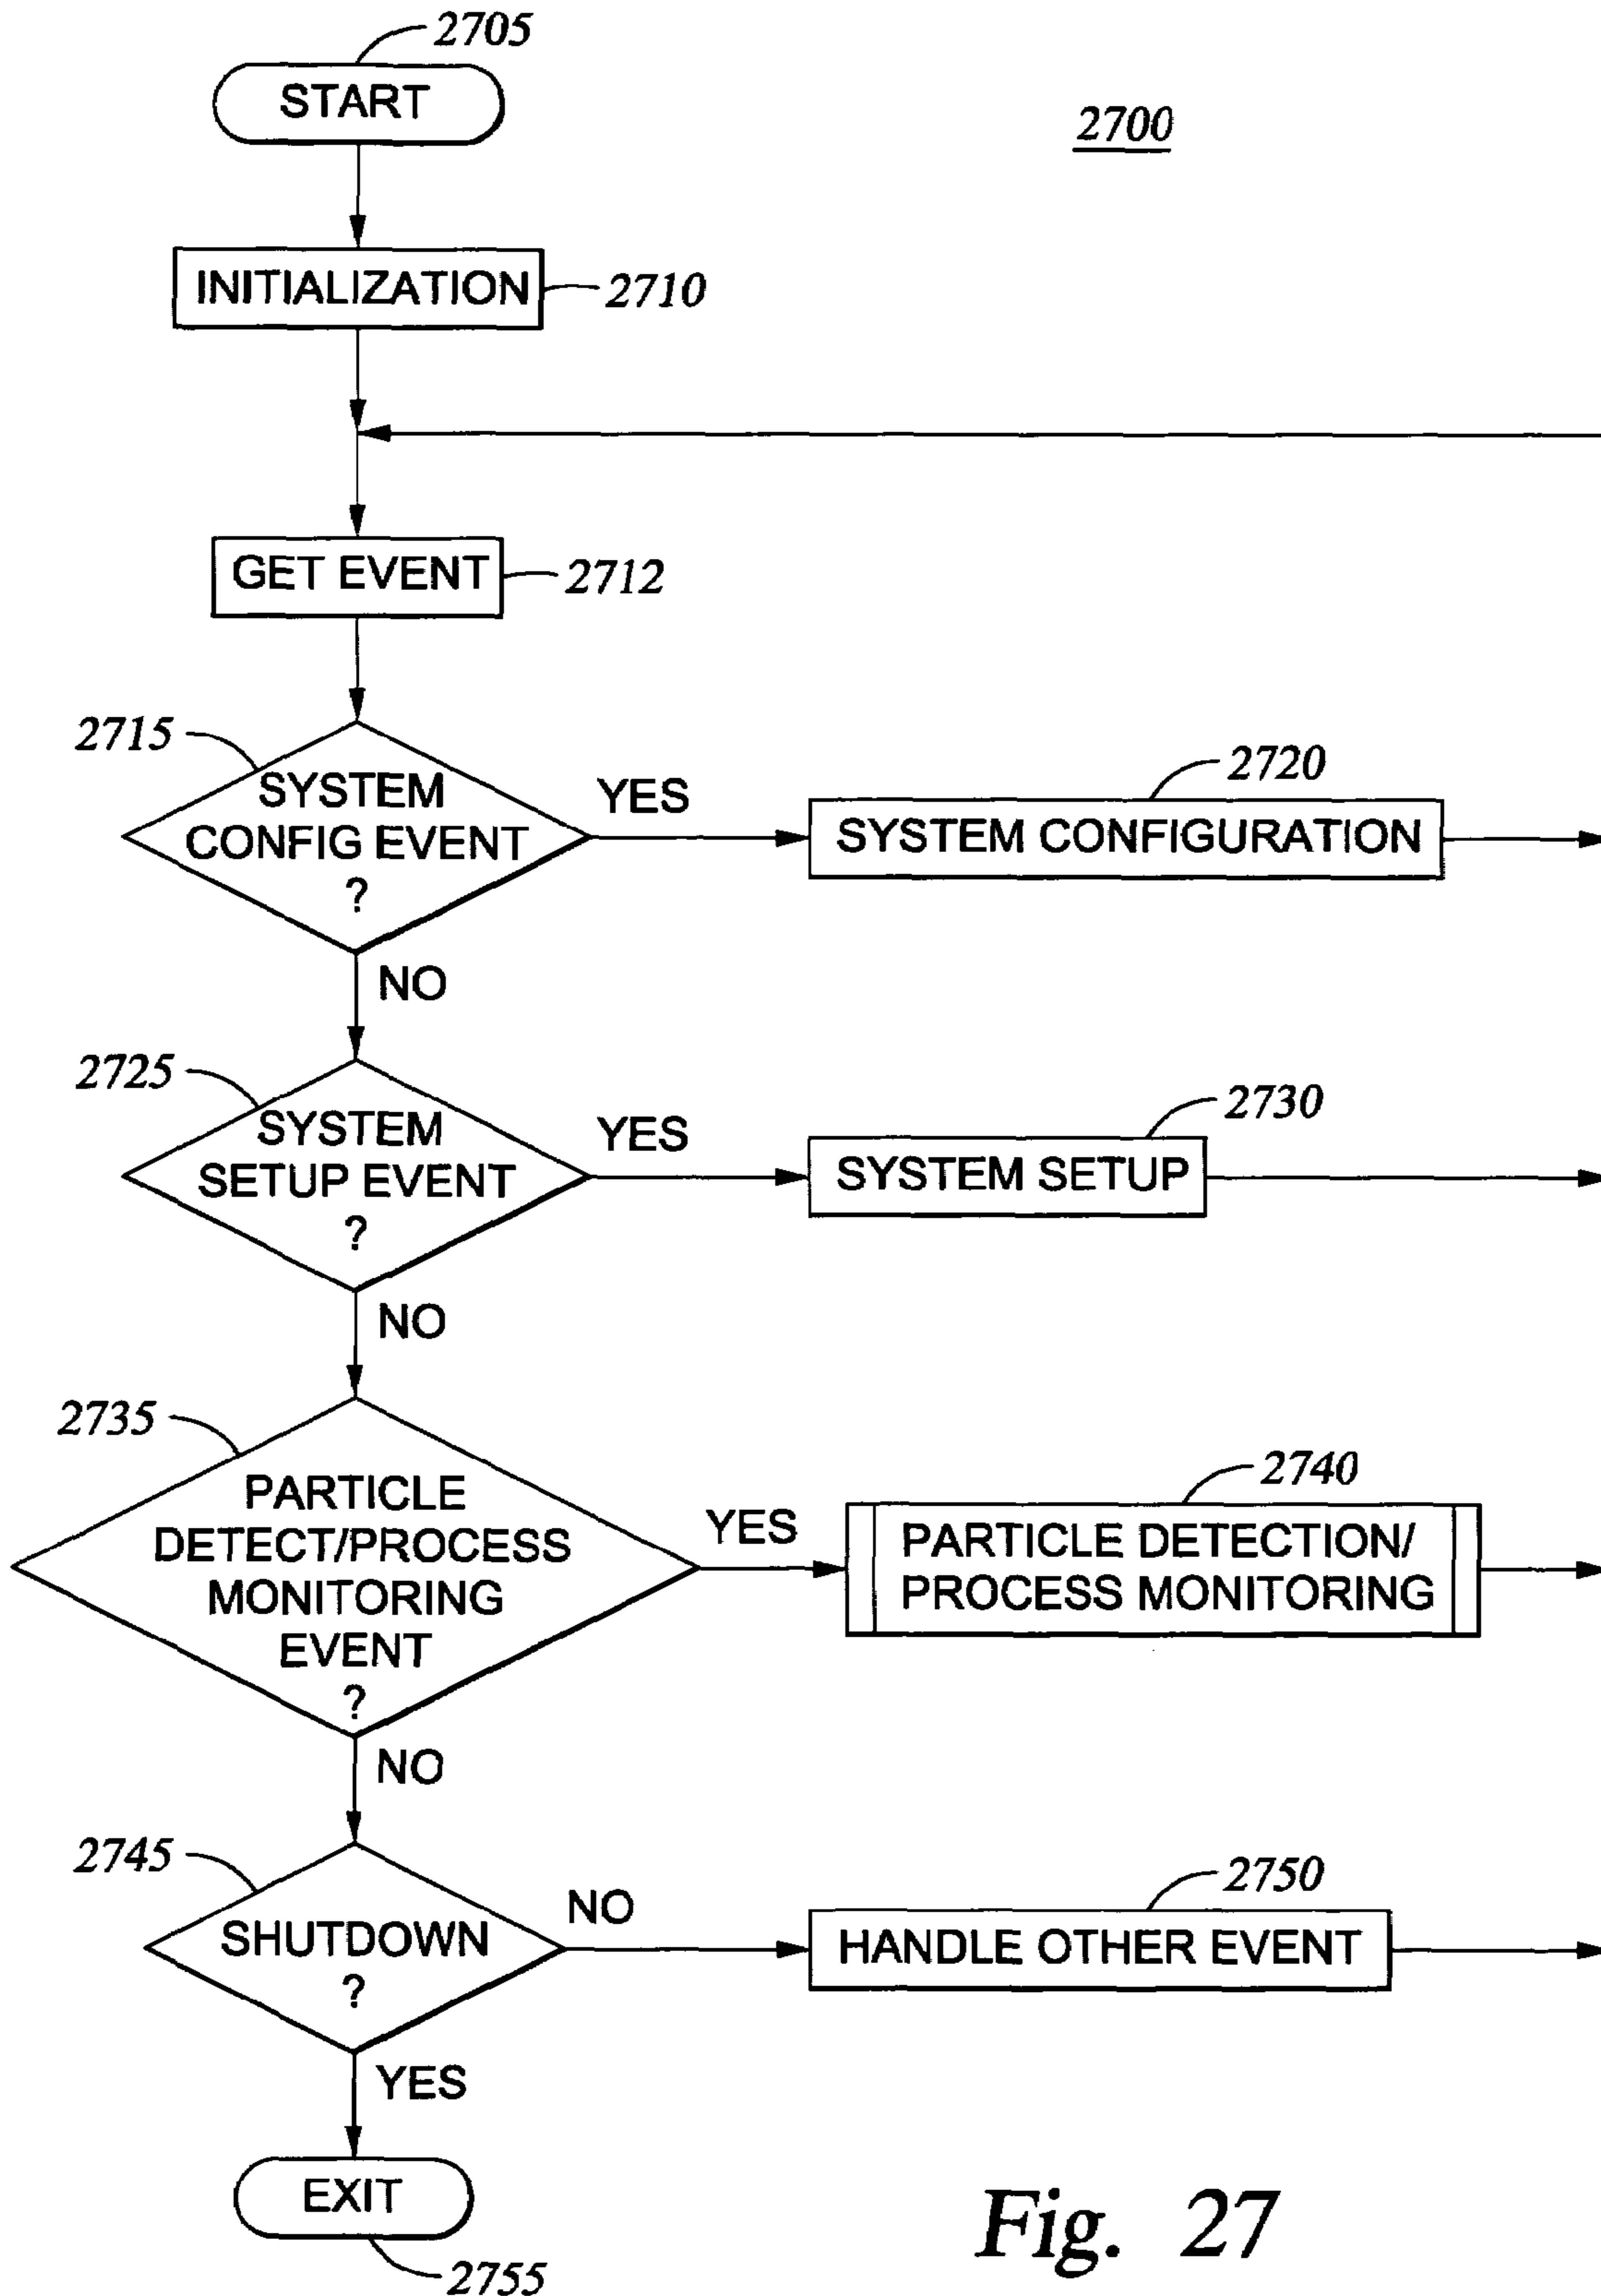 2705
START
2700
INITIALIZATION
2710
GET EVENT
2712
2715
SYSTEM
CONFIG EVENT
?
YES
2720
SYSTEM CONFIGURATION
NO
2725
SYSTEM
SETUP EVENT
?
YES
2730
SYSTEM SETUP
NO
2735
PARTICLE
DETECT/PROCESS
MONITORING
EVENT
?
YES
2740
PARTICLE DETECTION/
PROCESS MONITORING
NO
2745
SHUTDOWN
?
NO
2750
HANDLE OTHER EVENT
YES
EXIT
2755
Fig. 27